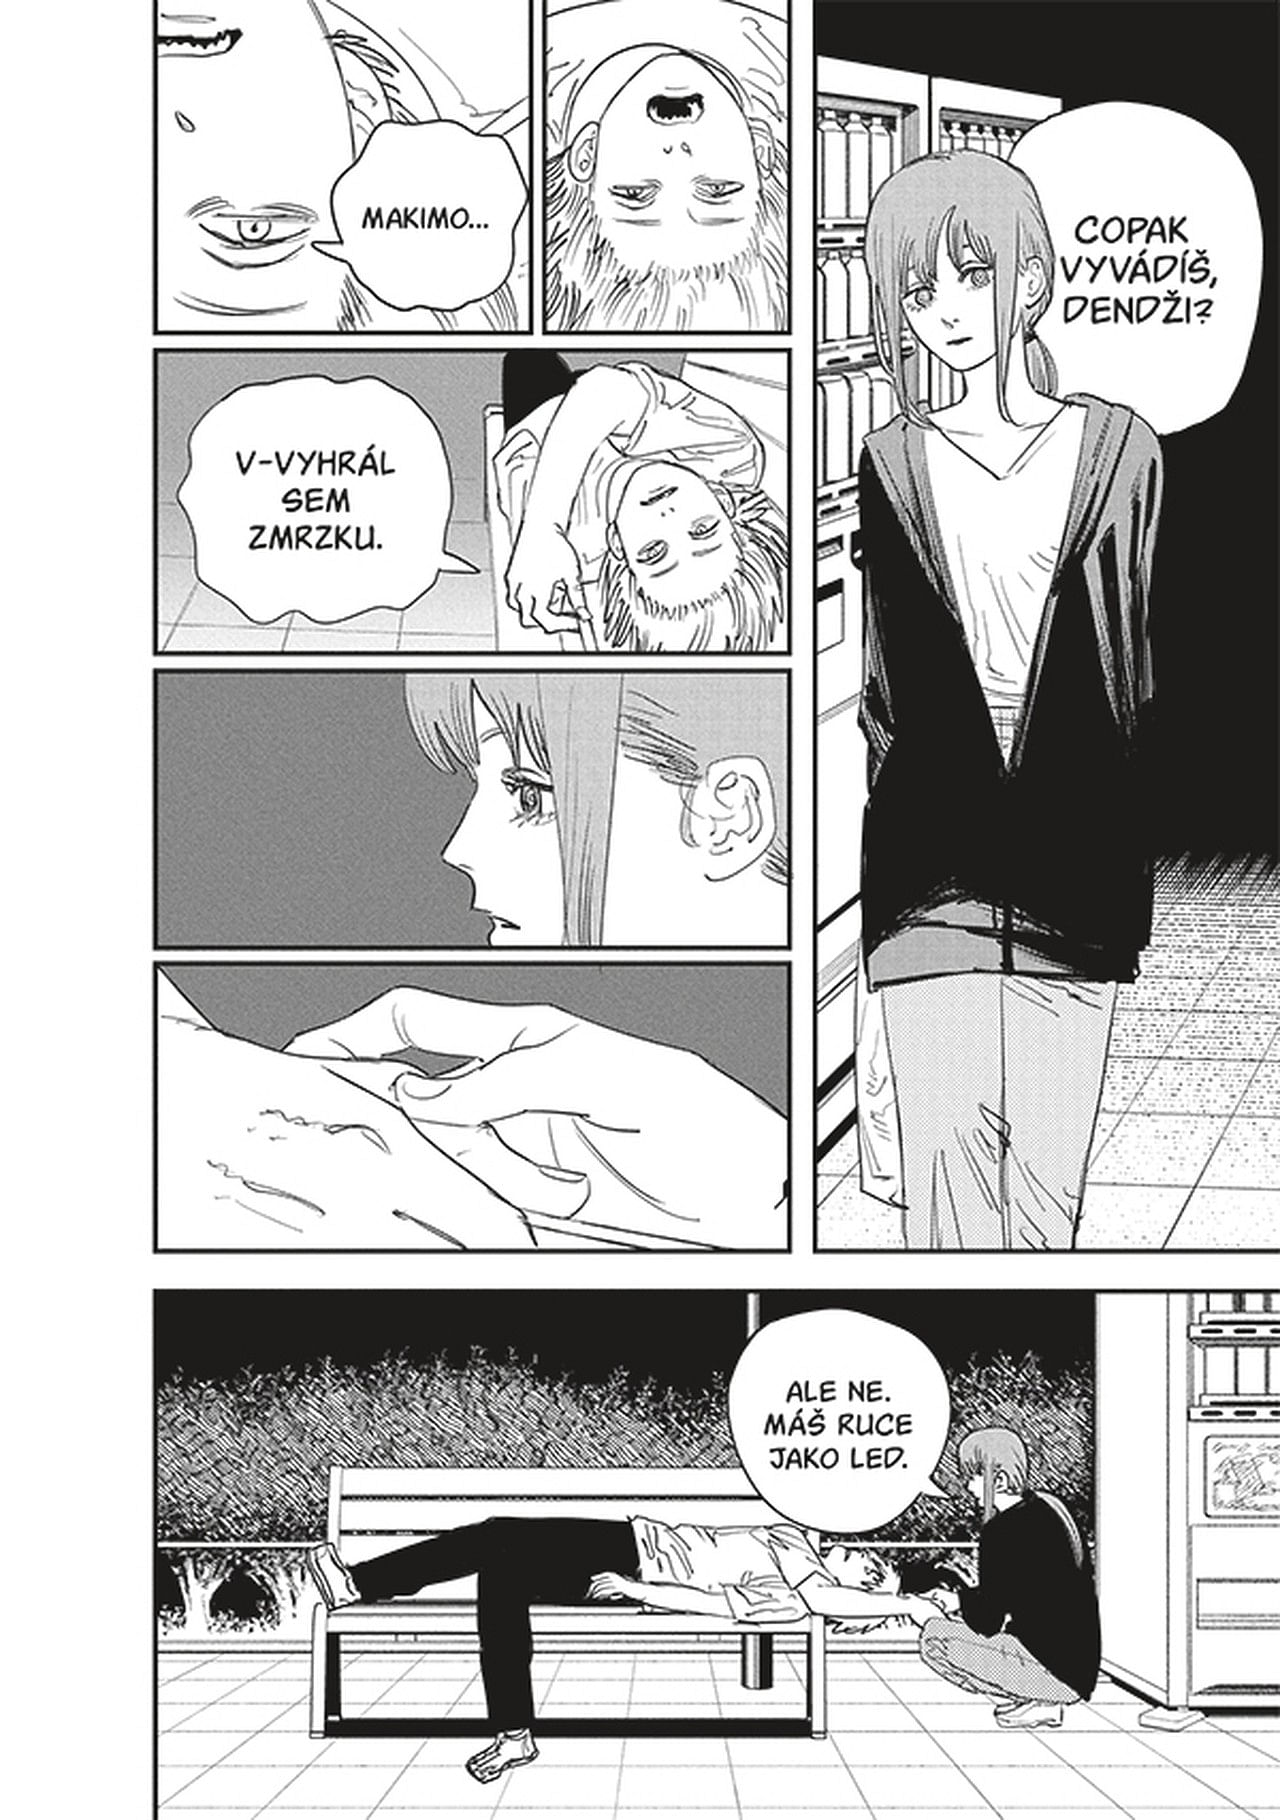 COPAK
VYVÁDÍŠ,
DENDŽI?
MAKIMO...
V-VYHRÁL
SEM
ZMRZKU.
ALE NE.
MÁŠ RUCE
JAKO LED.